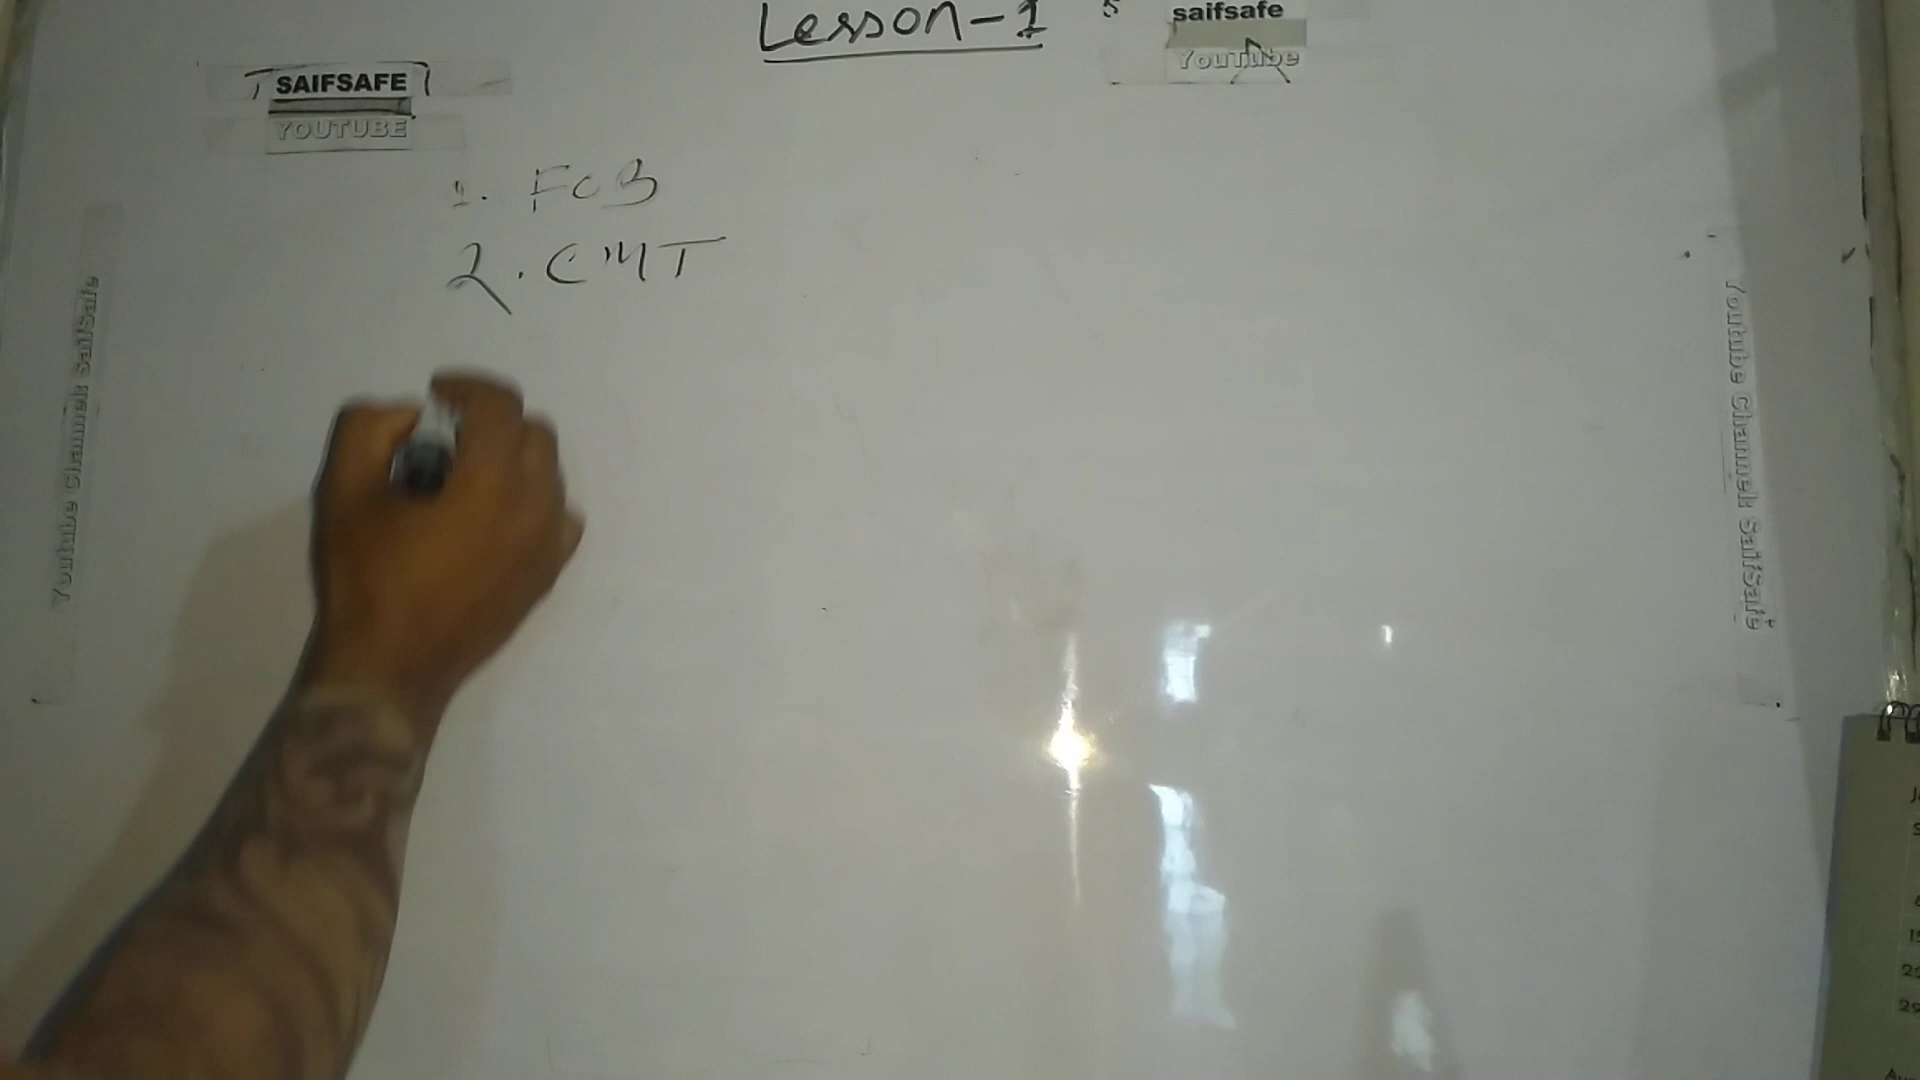 Lesson-1
saifsafe
YouTube
SAIFSAFE
YOUTUBE
1. FCB
2. CMT
Youtube Channel: SaifSafe
Youtube Channel: SaifSafe